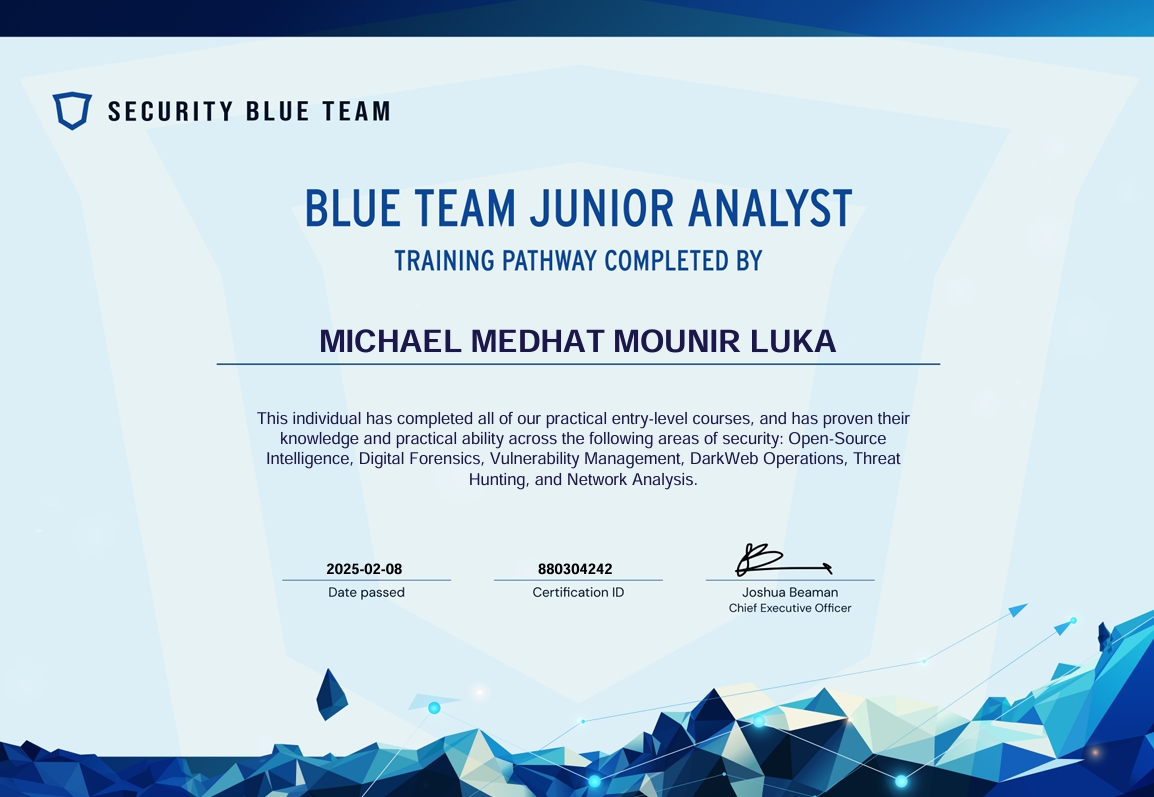 SECURITY BLUE TEAM
BLUE TEAM JUNIOR ANALYST
TRAINING PATHWAY COMPLETED BY
MICHAEL MEDHAT MOUNIR LUKA
This individual has completed all of our practical entry-level courses, and has proven their
knowledge and practical ability across the following areas of security: Open-Source
Intelligence, Digital Forensics, Vulnerability Management, DarkWeb Operations, Threat
Hunting, and Network Analysis.
2025-02-08
Date passed
880304242
Certification ID
Joshua Beaman
Chief Executive Officer